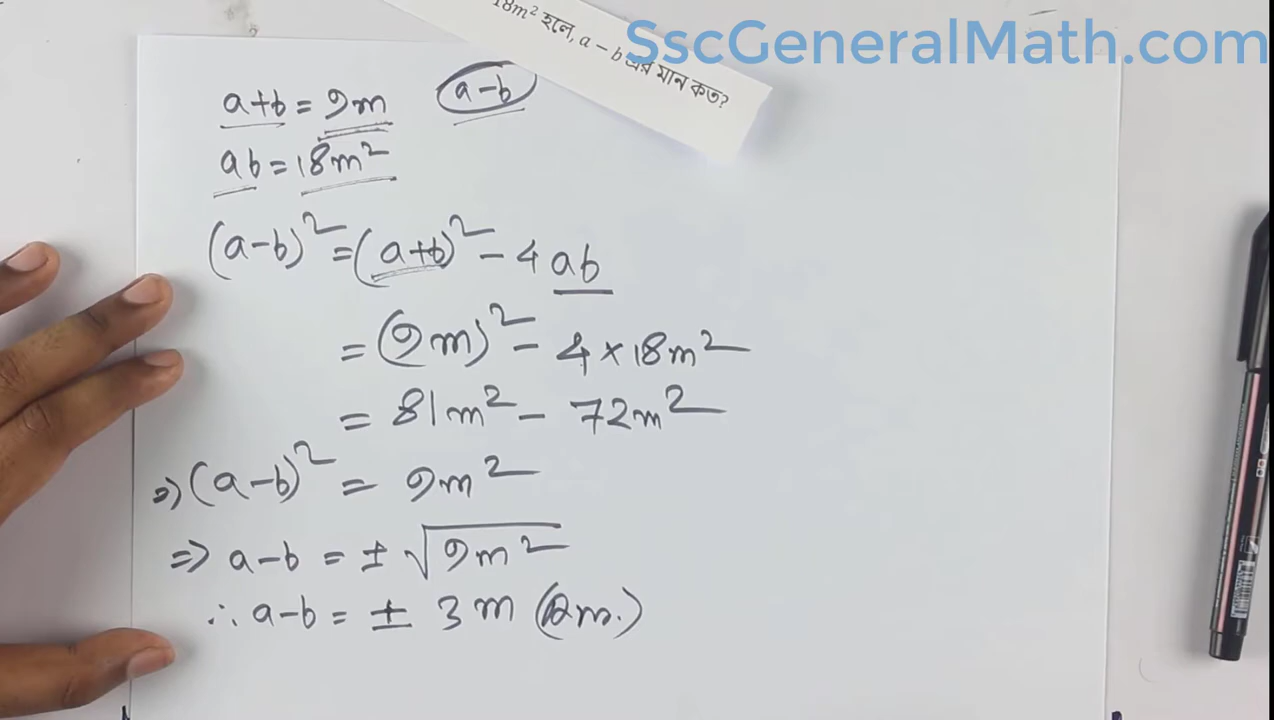 18m² হলে, a − b এর মান কত?
SscGeneralMath.com
a+b = 9m
a-b
ab = 18m²
(a-b)² = (a+b)² - 4ab
= (9m)² - 4 × 18m²
= 81m² - 72m²
⇒ (a-b)² = 9m²
⇒ a-b = ± √9m²
∴ a-b = ± 3m